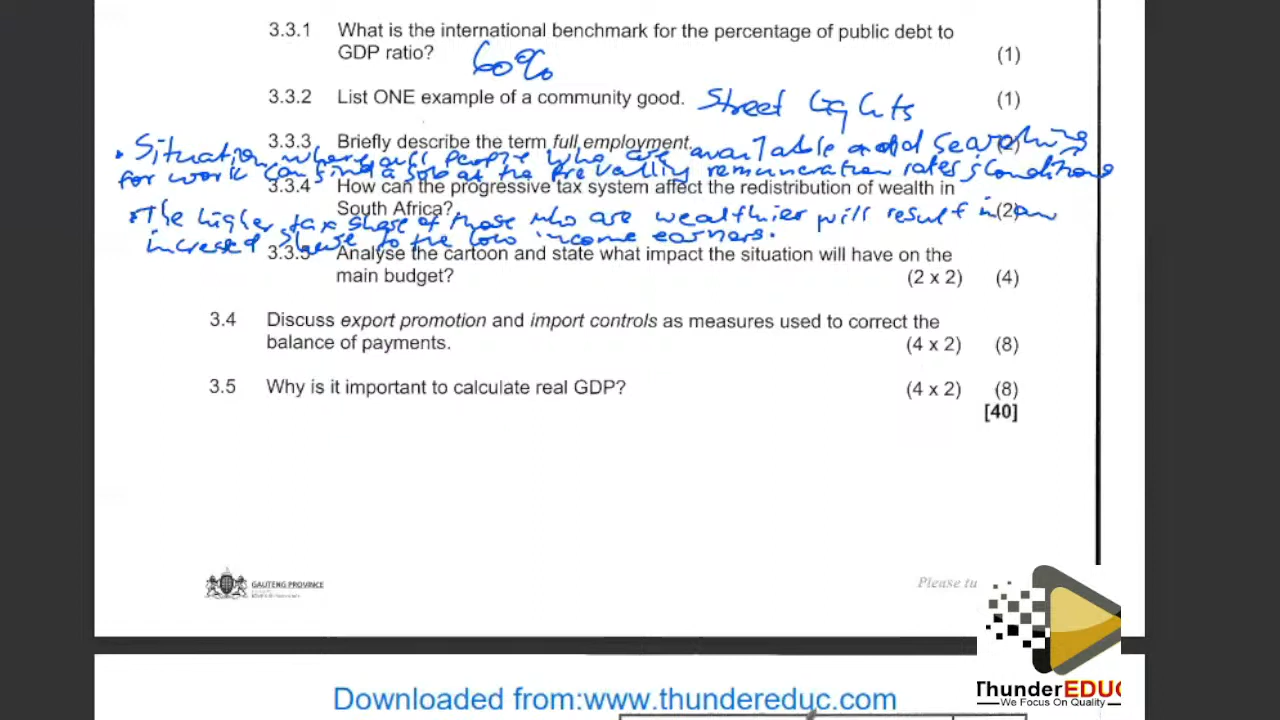 3.3.1 What is the international benchmark for the percentage of public debt to
GDP ratio? 60% (1)
3.3.2 List ONE example of a community good. Street lights (1)
3.3.3 Briefly describe the term full employment. (2)
• Situation where all people who are available and searching
for work can find a job at the prevailing remuneration rates & conditions
3.3.4 How can the progressive tax system affect the redistribution of wealth in
South Africa? (2)
• The higher tax share of those who are wealthier will result in an
increased share to the low income earners.
3.3.5 Analyse the cartoon and state what impact the situation will have on the
main budget? (2 x 2) (4)
3.4 Discuss export promotion and import controls as measures used to correct the
balance of payments. (4 x 2) (8)
3.5 Why is it important to calculate real GDP? (4 x 2) (8)
[40]
GAUTENG PROVINCE
Please tu
ThunderEDUC
We Focus On Quality
Downloaded from:www.thundereduc.com